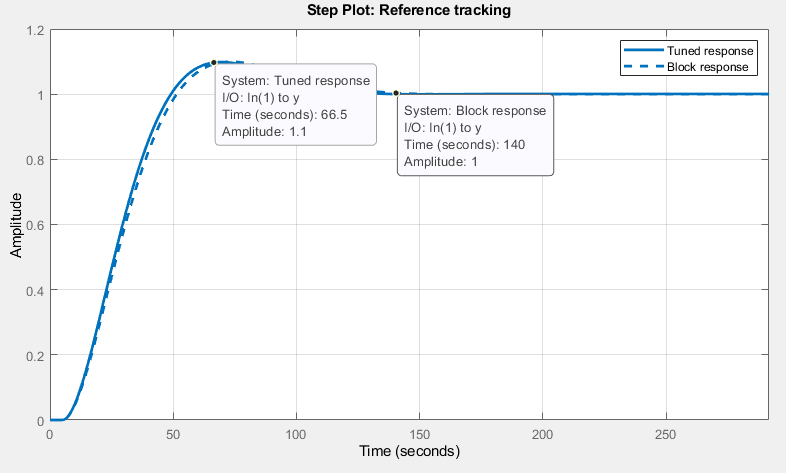 Step Plot: Reference tracking
Tuned response
Block response
System: Tuned response
I/O: In(1) to y
Time (seconds): 66.5
Amplitude: 1.1
System: Block response
I/O: In(1) to y
Time (seconds): 140
Amplitude: 1
Amplitude
1.2
1
0.8
0.6
0.4
0.2
0
0 50 100 150 200 250
Time (seconds)